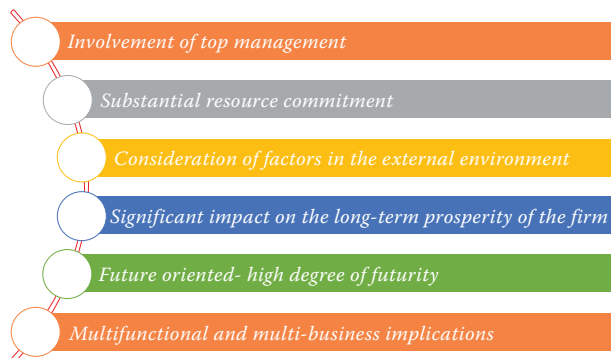 Involvement of top management
Substantial resource commitment
Consideration of factors in the external environment
Significant impact on the long-term prosperity of the firm
Future oriented- high degree of futurity
Multifunctional and multi-business implications